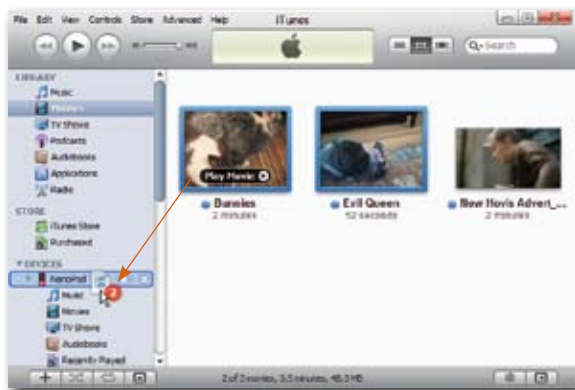 File Edit View Controls Store Advanced Help
iTunes
Search
LIBRARY
Music
Movies
TV Shows
Podcasts
Audiobooks
Applications
Radio
STORE
iTunes Store
Purchased
DEVICES
NanoPod
Music
Movies
TV Shows
Audiobooks
Recently Played
Play Movie
Bunnies
2 minutes
Evil Queen
52 seconds
New Hovis Advert_...
2 minutes
2
2 of 3 movies, 3.5 minutes, 48.5 MB